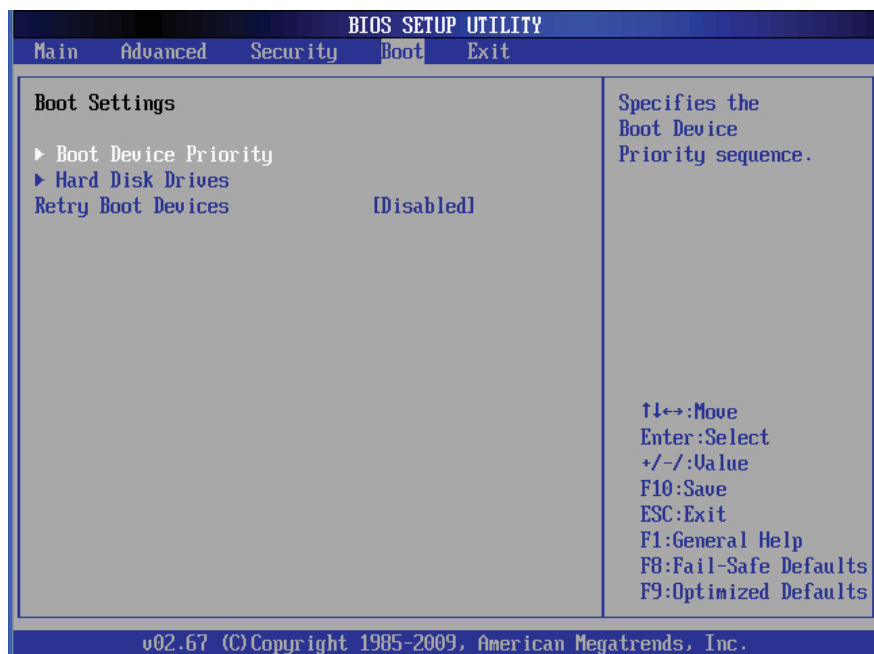 BIOS SETUP UTILITY
Main Advanced Security Boot Exit
Boot Settings
▶ Boot Device Priority
▶ Hard Disk Drives
Retry Boot Devices [Disabled]
Specifies the
Boot Device
Priority sequence.
↑↓←→:Move
Enter:Select
+/-/:Value
F10:Save
ESC:Exit
F1:General Help
F8:Fail-Safe Defaults
F9:Optimized Defaults
v02.67 (C)Copyright 1985-2009, American Megatrends, Inc.